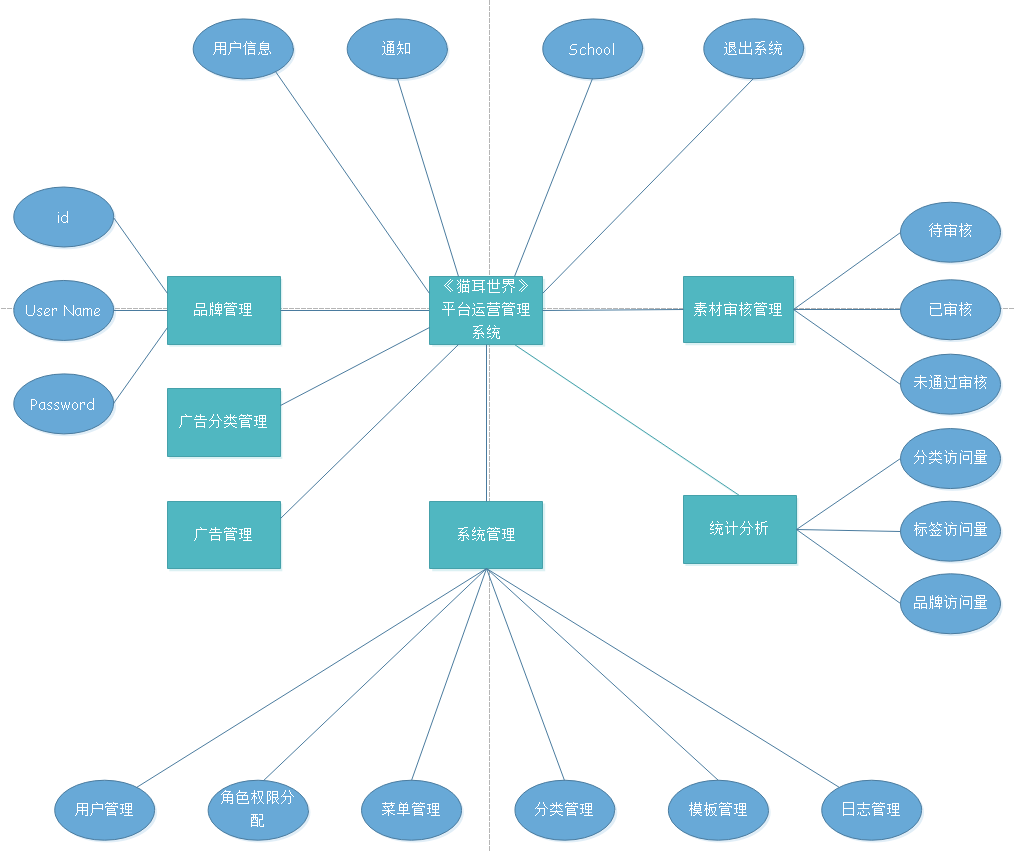 用户信息
通知
School
退出系统
id
User Name
Password
品牌管理
《猫耳世界》
平台运营管理
系统
素材审核管理
待审核
已审核
未通过审核
广告分类管理
广告管理
系统管理
统计分析
分类访问量
标签访问量
品牌访问量
用户管理
角色权限分
配
菜单管理
分类管理
模板管理
日志管理